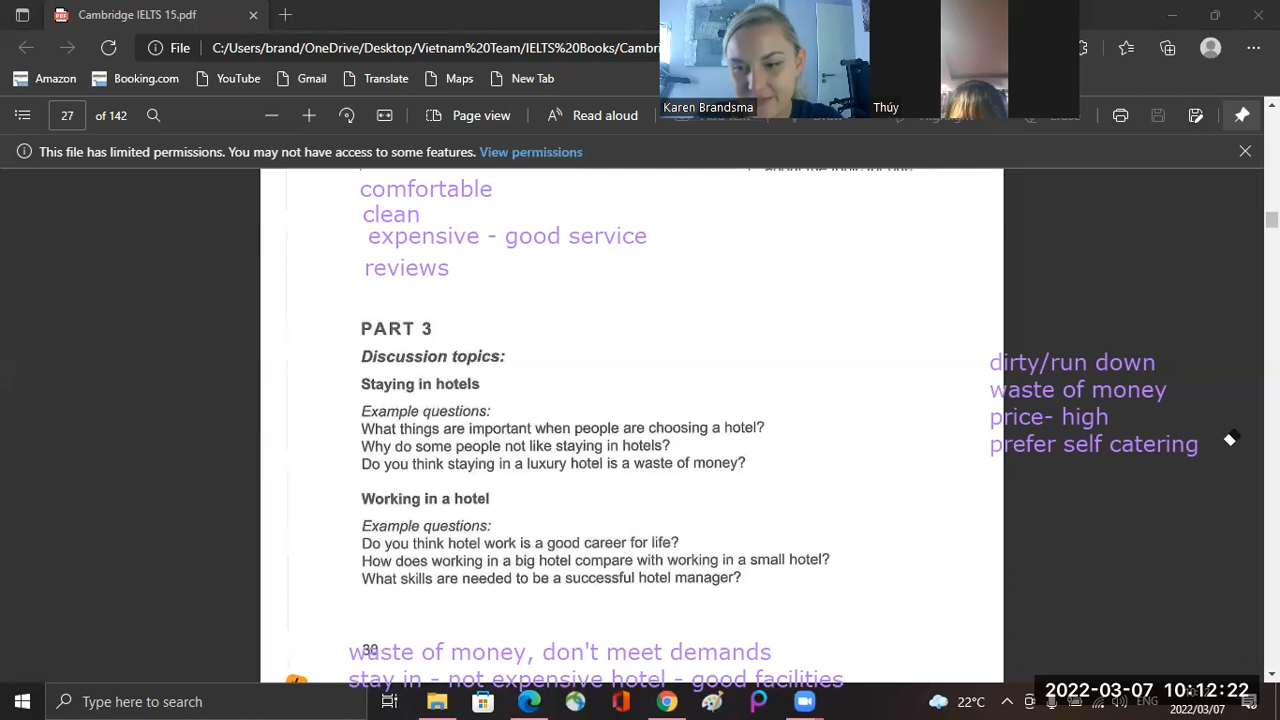 Cambridge IELTS 15.pdf
File C:/Users/brand/OneDrive/Desktop/Vietnam%20Team/IELTS%20Books/Cambri
Amazon Booking.com YouTube Gmail Translate Maps New Tab
Karen Brandsma
Thúy
27 of 142 Page view Read aloud
This file has limited permissions. You may not have access to some features. View permissions
comfortable
clean
expensive - good service
reviews
PART 3
Discussion topics:
Staying in hotels
Example questions:
What things are important when people are choosing a hotel?
Why do some people not like staying in hotels?
Do you think staying in a luxury hotel is a waste of money?
dirty/run down
waste of money
price- high
prefer self catering
Working in a hotel
Example questions:
Do you think hotel work is a good career for life?
How does working in a big hotel compare with working in a small hotel?
What skills are needed to be a successful hotel manager?
30
waste of money, don't meet demands
stay in - not expensive hotel - good facilities
Type here to search
22°C
ENG
2022-03-07 10:12:22
2022/03/07